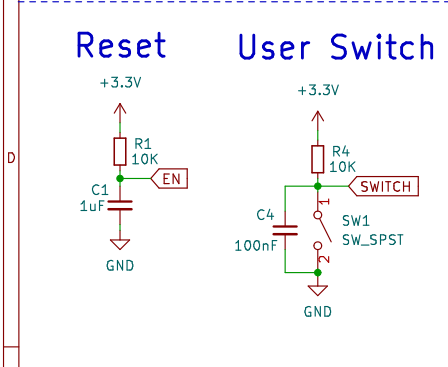 Reset
User Switch
+3.3V
+3.3V
R1
10K
EN
C1
1uF
GND
R4
10K
SWITCH
1
C4
100nF
SW1
SW_SPST
2
GND
D